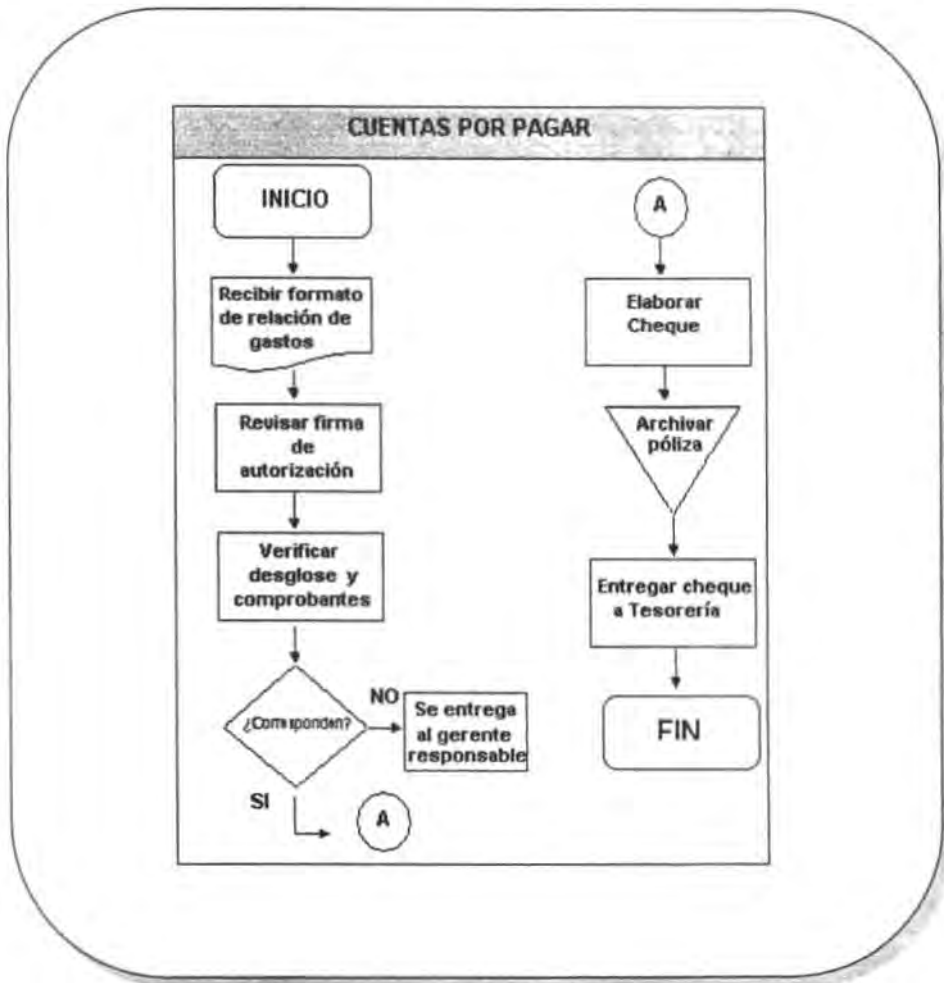 CUENTAS POR PAGAR
INICIO
Recibir formato
de relación de
gastos
Revisar firma
de
autorización
Verificar
desglose y
comprobantes
¿Corresponden?
NO
Se entrega
al gerente
responsable
SI
A
A
Elaborar
Cheque
Archivar
póliza
Entregar cheque
a Tesorería
FIN